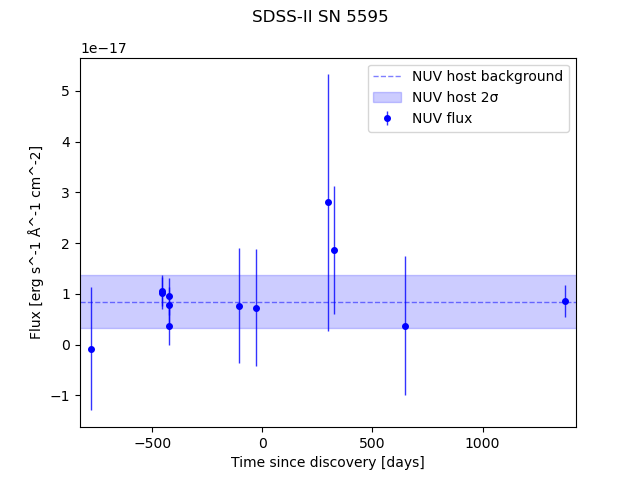 SDSS-II SN 5595
1e−17
NUV host background
NUV host 2σ
NUV flux
5
4
3
2
1
0
−1
Flux [erg s^-1 Å^-1 cm^-2]
−500 0 500 1000
Time since discovery [days]